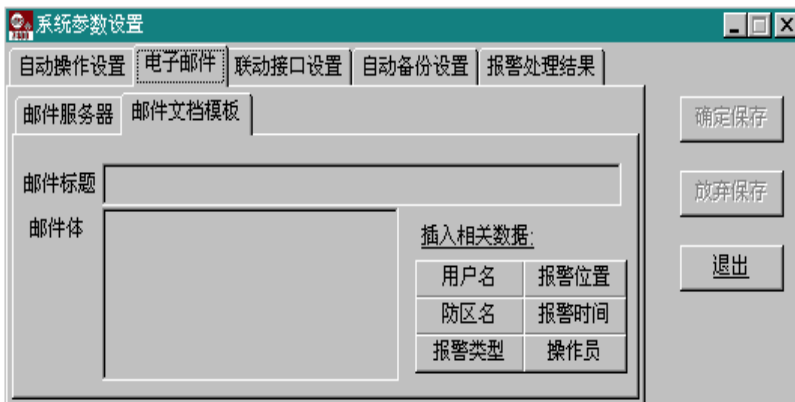 系统参数设置
自动操作设置 电子邮件 联动接口设置 自动备份设置 报警处理结果
邮件服务器 邮件文档模板
确定保存
邮件标题
放弃保存
邮件体
插入相关数据:
退出
用户名 报警位置
防区名 报警时间
报警类型 操作员